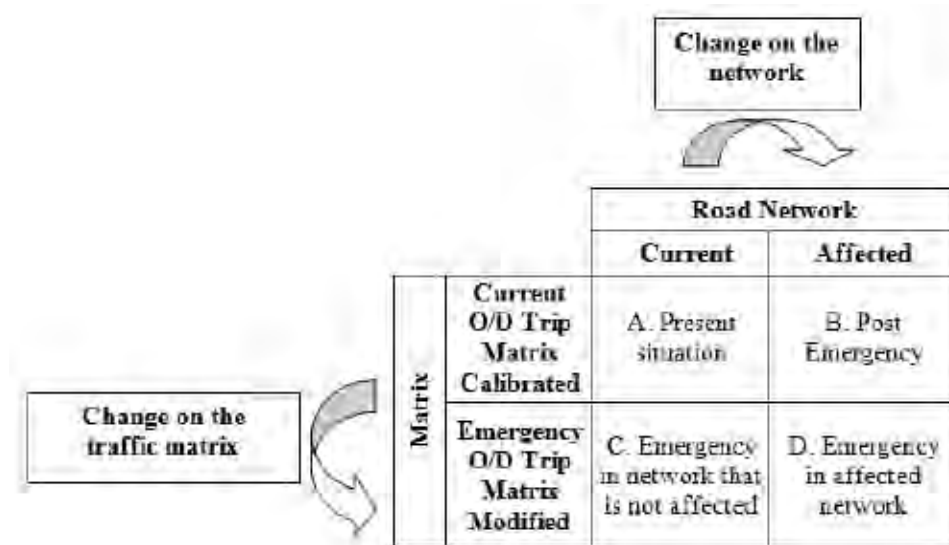 Change on the
network
Road Network
Current
Affected
Matrix
Current
O/D Trip
Matrix
Calibrated
A. Present
situation
B. Post
Emergency
Change on the
traffic matrix
Emergency
O/D Trip
Matrix
Modified
C. Emergency
in network that
is not affected
D. Emergency
in affected
network